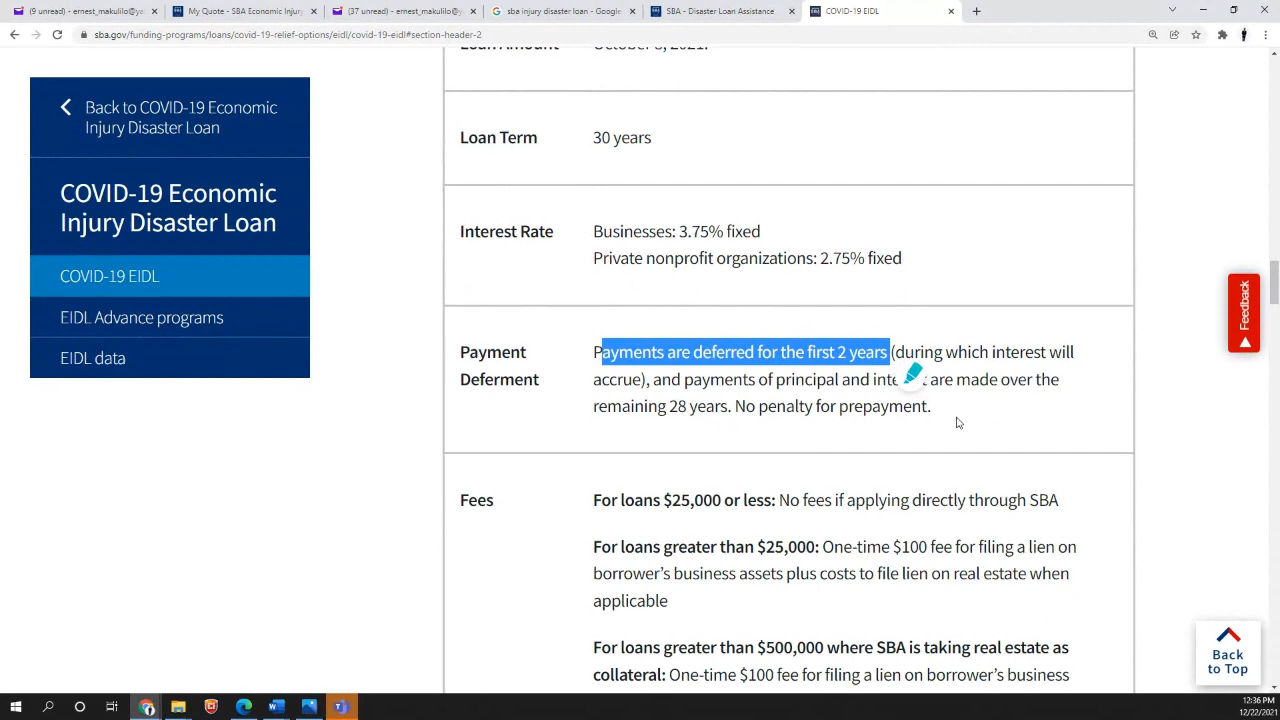 (31 unread) - ernest_makulilo@y
My Quote - SBA Economic Injury
(37 unread) - ernest_makulilo@y
sba injury disaster loan - Google
SBA - Disaster Loan Assistance
COVID-19 EIDL
sba.gov/funding-programs/loans/covid-19-relief-options/eidl/covid-19-eidl#section-header-2
Loan Amount October 8, 2021.
Back to COVID-19 Economic
Injury Disaster Loan
Loan Term 30 years
COVID-19 Economic
Injury Disaster Loan
Interest Rate Businesses: 3.75% fixed
Private nonprofit organizations: 2.75% fixed
COVID-19 EIDL
EIDL Advance programs
EIDL data
Feedback
Payment Payments are deferred for the first 2 years (during which interest will
Deferment accrue), and payments of principal and interest are made over the
remaining 28 years. No penalty for prepayment.
Fees For loans $25,000 or less: No fees if applying directly through SBA
For loans greater than $25,000: One-time $100 fee for filing a lien on
borrower's business assets plus costs to file lien on real estate when
applicable
For loans greater than $500,000 where SBA is taking real estate as
collateral: One-time $100 fee for filing a lien on borrower's business
Back
to Top
12:36 PM
12/22/2021